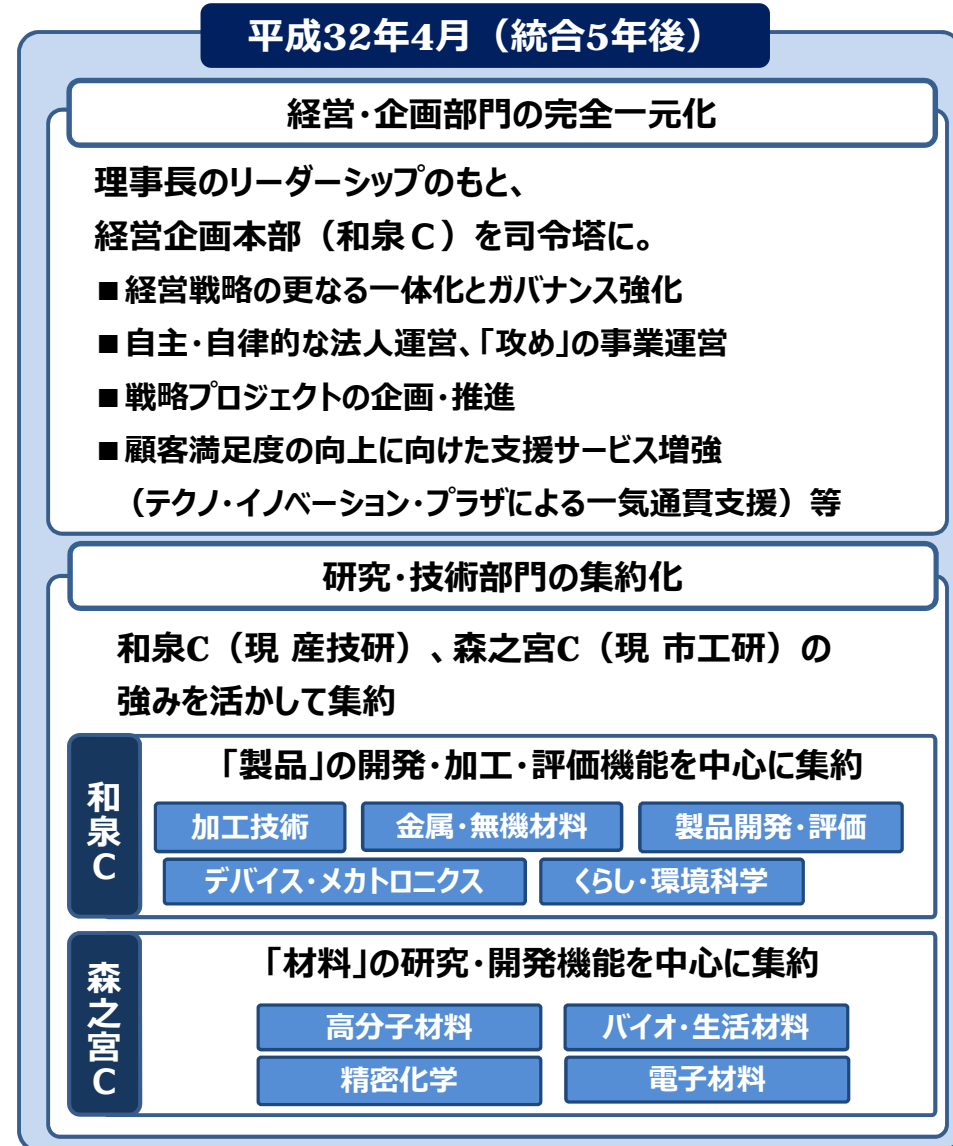 平成32年4月（統合5年後）
経営･企画部門の完全一元化
理事長のリーダーシップのもと、
経営企画本部（和泉Ｃ）を司令塔に。
■経営戦略の更なる一体化とガバナンス強化
■自主･自律的な法人運営、｢攻め｣の事業運営
■戦略プロジェクトの企画･推進
■顧客満足度の向上に向けた支援サービス増強
（テクノ･イノベーション･プラザによる一気通貫支援）等
研究･技術部門の集約化
和泉C（現 産技研）、森之宮C（現 市工研）の
強みを活かして集約
和泉C
｢製品｣の開発･加工･評価機能を中心に集約
加工技術 金属･無機材料 製品開発･評価
デバイス･メカトロニクス くらし･環境科学
森之宮C
｢材料｣の研究･開発機能を中心に集約
高分子材料 バイオ･生活材料
精密化学 電子材料